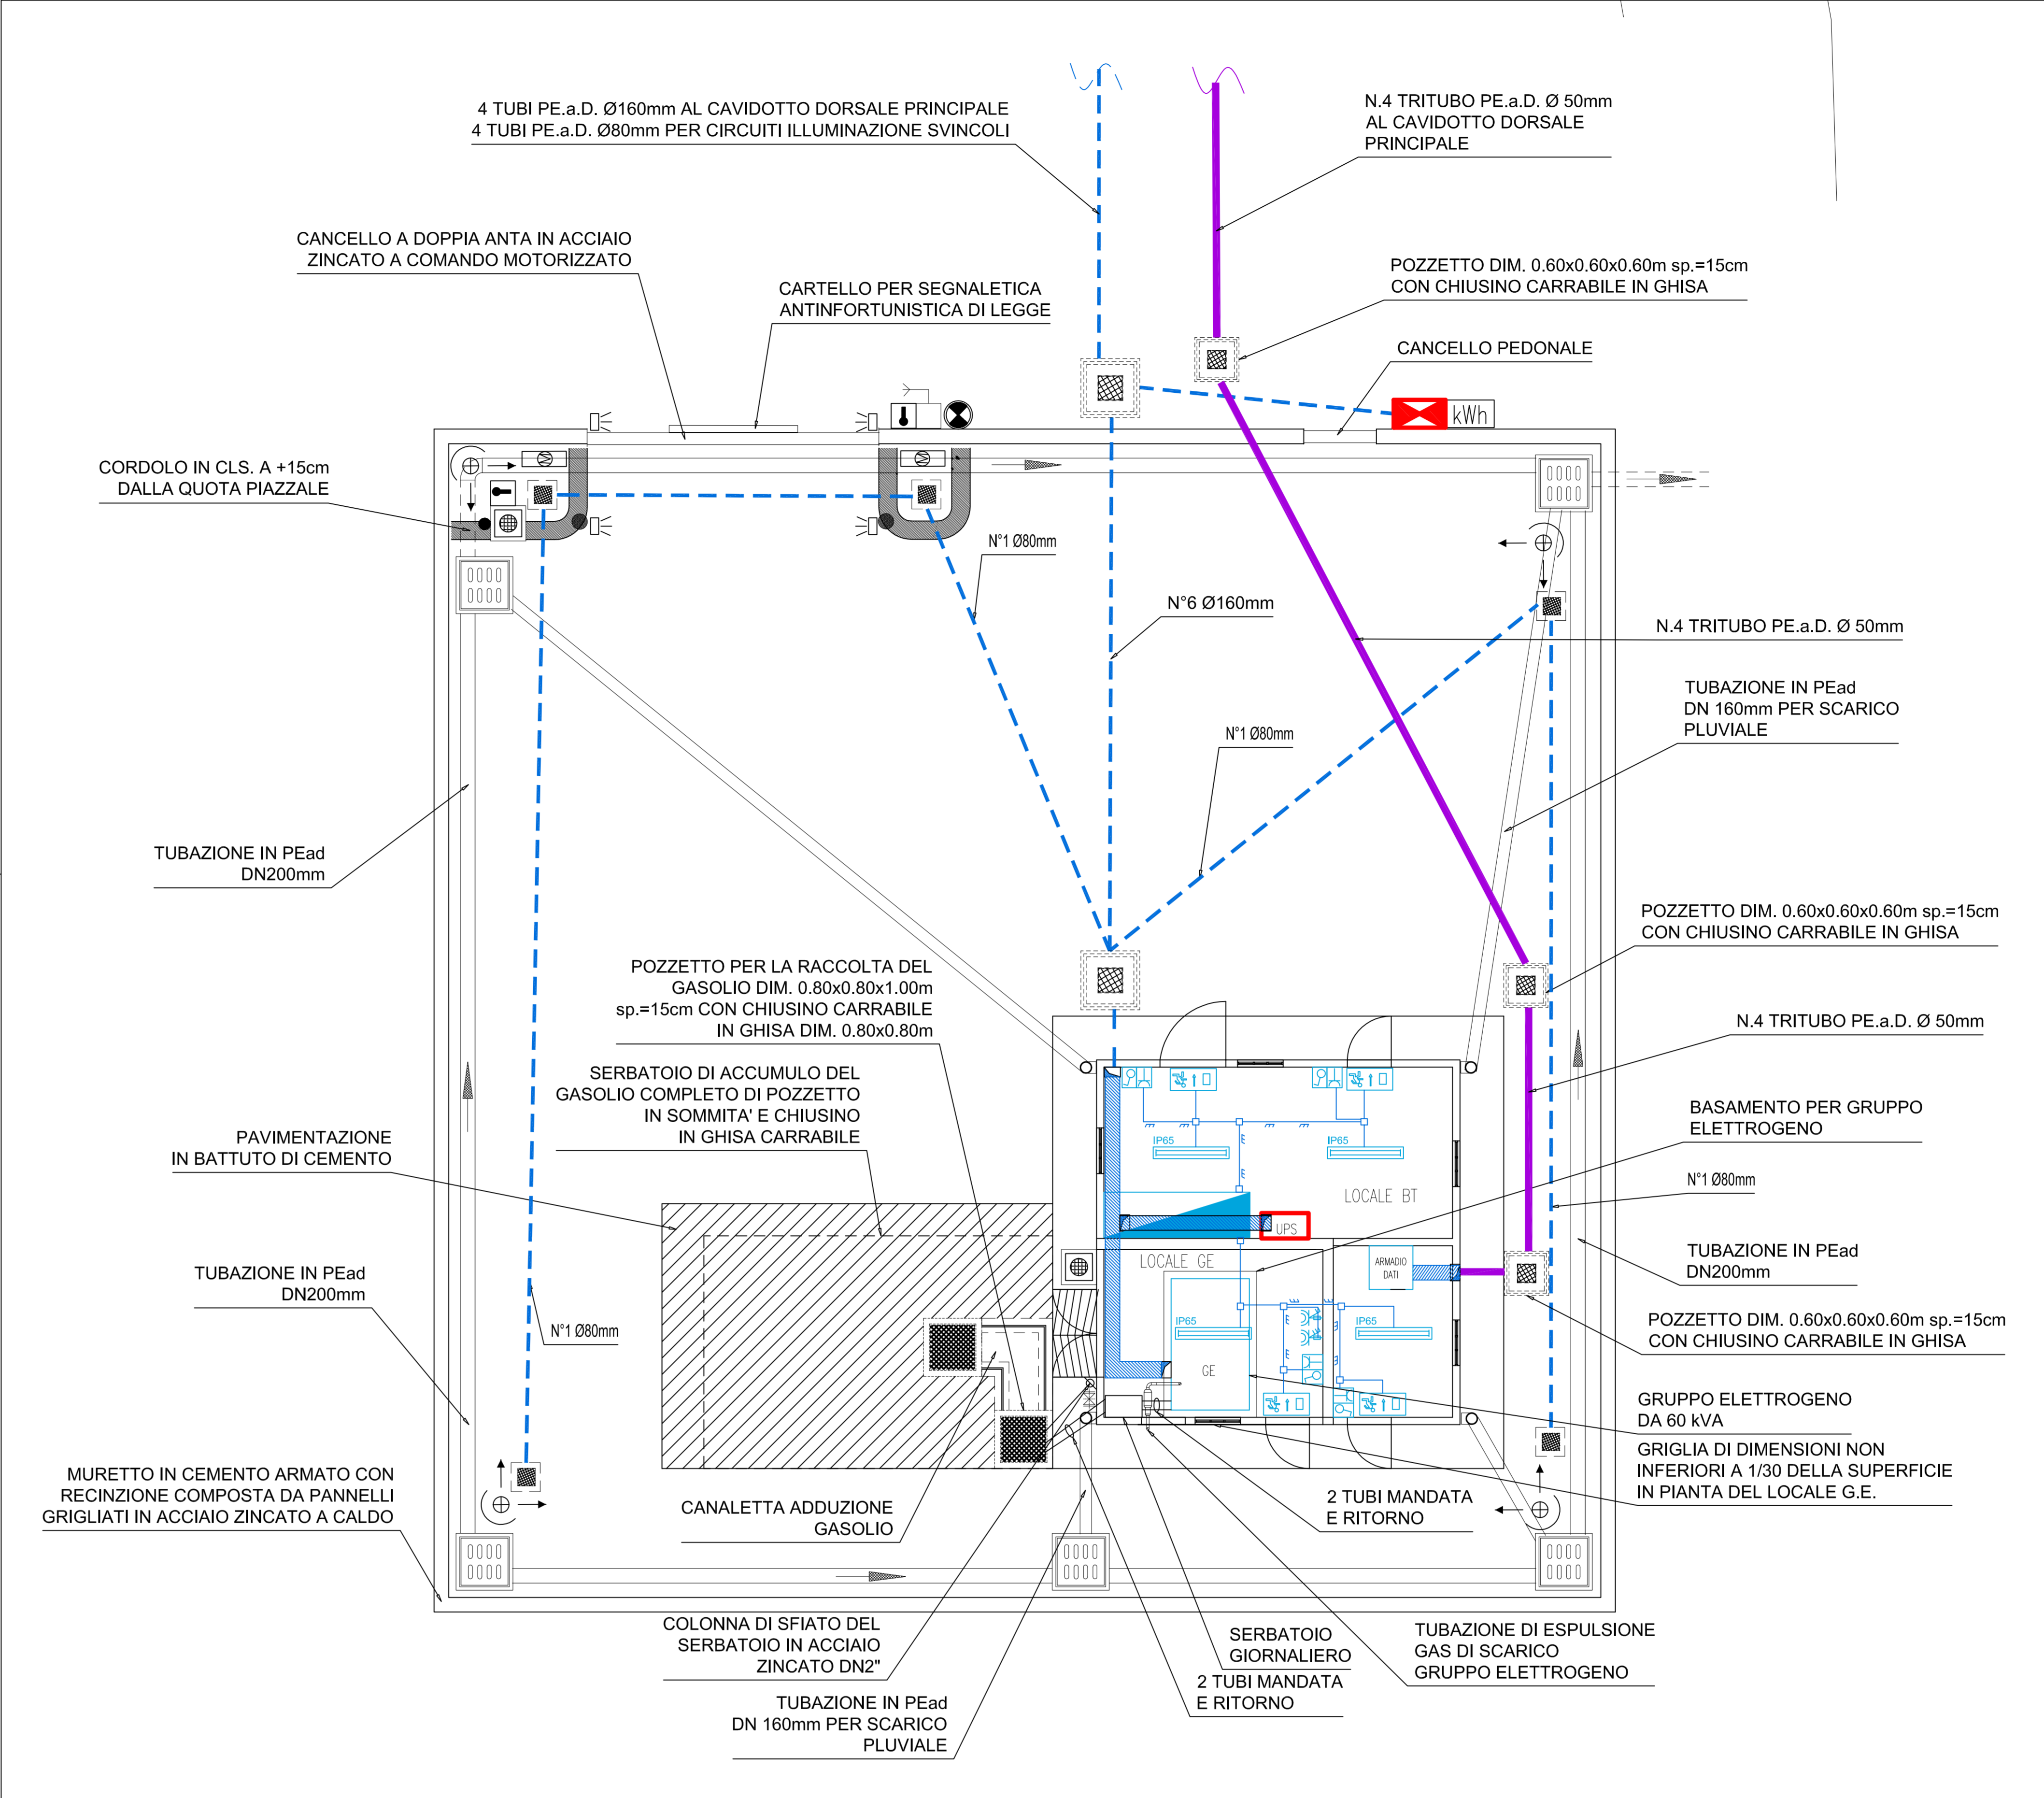 4 TUBI PE.a.D. Ø160mm AL CAVIDOTTO DORSALE PRINCIPALE
4 TUBI PE.a.D. Ø80mm PER CIRCUITI ILLUMINAZIONE SVINCOLI
N.4 TRITUBO PE.a.D. Ø 50mm
AL CAVIDOTTO DORSALE
PRINCIPALE
CANCELLO A DOPPIA ANTA IN ACCIAIO
ZINCATO A COMANDO MOTORIZZATO
CARTELLO PER SEGNALETICA
ANTINFORTUNISTICA DI LEGGE
POZZETTO DIM. 0.60x0.60x0.60m sp.=15cm
CON CHIUSINO CARRABILE IN GHISA
CANCELLO PEDONALE
kWh
CORDOLO IN CLS. A +15cm
DALLA QUOTA PIAZZALE
N°1 Ø80mm
N°6 Ø160mm
N.4 TRITUBO PE.a.D. Ø 50mm
TUBAZIONE IN PEad
DN 160mm PER SCARICO
PLUVIALE
N°1 Ø80mm
TUBAZIONE IN PEad
DN200mm
POZZETTO DIM. 0.60x0.60x0.60m sp.=15cm
CON CHIUSINO CARRABILE IN GHISA
POZZETTO PER LA RACCOLTA DEL
GASOLIO DIM. 0.80x0.80x1.00m
sp.=15cm CON CHIUSINO CARRABILE
IN GHISA DIM. 0.80x0.80m
N.4 TRITUBO PE.a.D. Ø 50mm
SERBATOIO DI ACCUMULO DEL
GASOLIO COMPLETO DI POZZETTO
IN SOMMITA' E CHIUSINO
IN GHISA CARRABILE
BASAMENTO PER GRUPPO
ELETTROGENO
PAVIMENTAZIONE
IN BATTUTO DI CEMENTO
IP65
IP65
LOCALE BT
N°1 Ø80mm
UPS
LOCALE GE
ARMADIO
DATI
TUBAZIONE IN PEad
DN200mm
TUBAZIONE IN PEad
DN200mm
N°1 Ø80mm
IP65
IP65
GE
POZZETTO DIM. 0.60x0.60x0.60m sp.=15cm
CON CHIUSINO CARRABILE IN GHISA
GRUPPO ELETTROGENO
DA 60 kVA
GRIGLIA DI DIMENSIONI NON
INFERIORI A 1/30 DELLA SUPERFICIE
IN PIANTA DEL LOCALE G.E.
MURETTO IN CEMENTO ARMATO CON
RECINZIONE COMPOSTA DA PANNELLI
GRIGLIATI IN ACCIAIO ZINCATO A CALDO
CANALETTA ADDUZIONE
GASOLIO
2 TUBI MANDATA
E RITORNO
COLONNA DI SFIATO DEL
SERBATOIO IN ACCIAIO
ZINCATO DN2"
SERBATOIO
GIORNALIERO
TUBAZIONE DI ESPULSIONE
GAS DI SCARICO
GRUPPO ELETTROGENO
2 TUBI MANDATA
E RITORNO
TUBAZIONE IN PEad
DN 160mm PER SCARICO
PLUVIALE